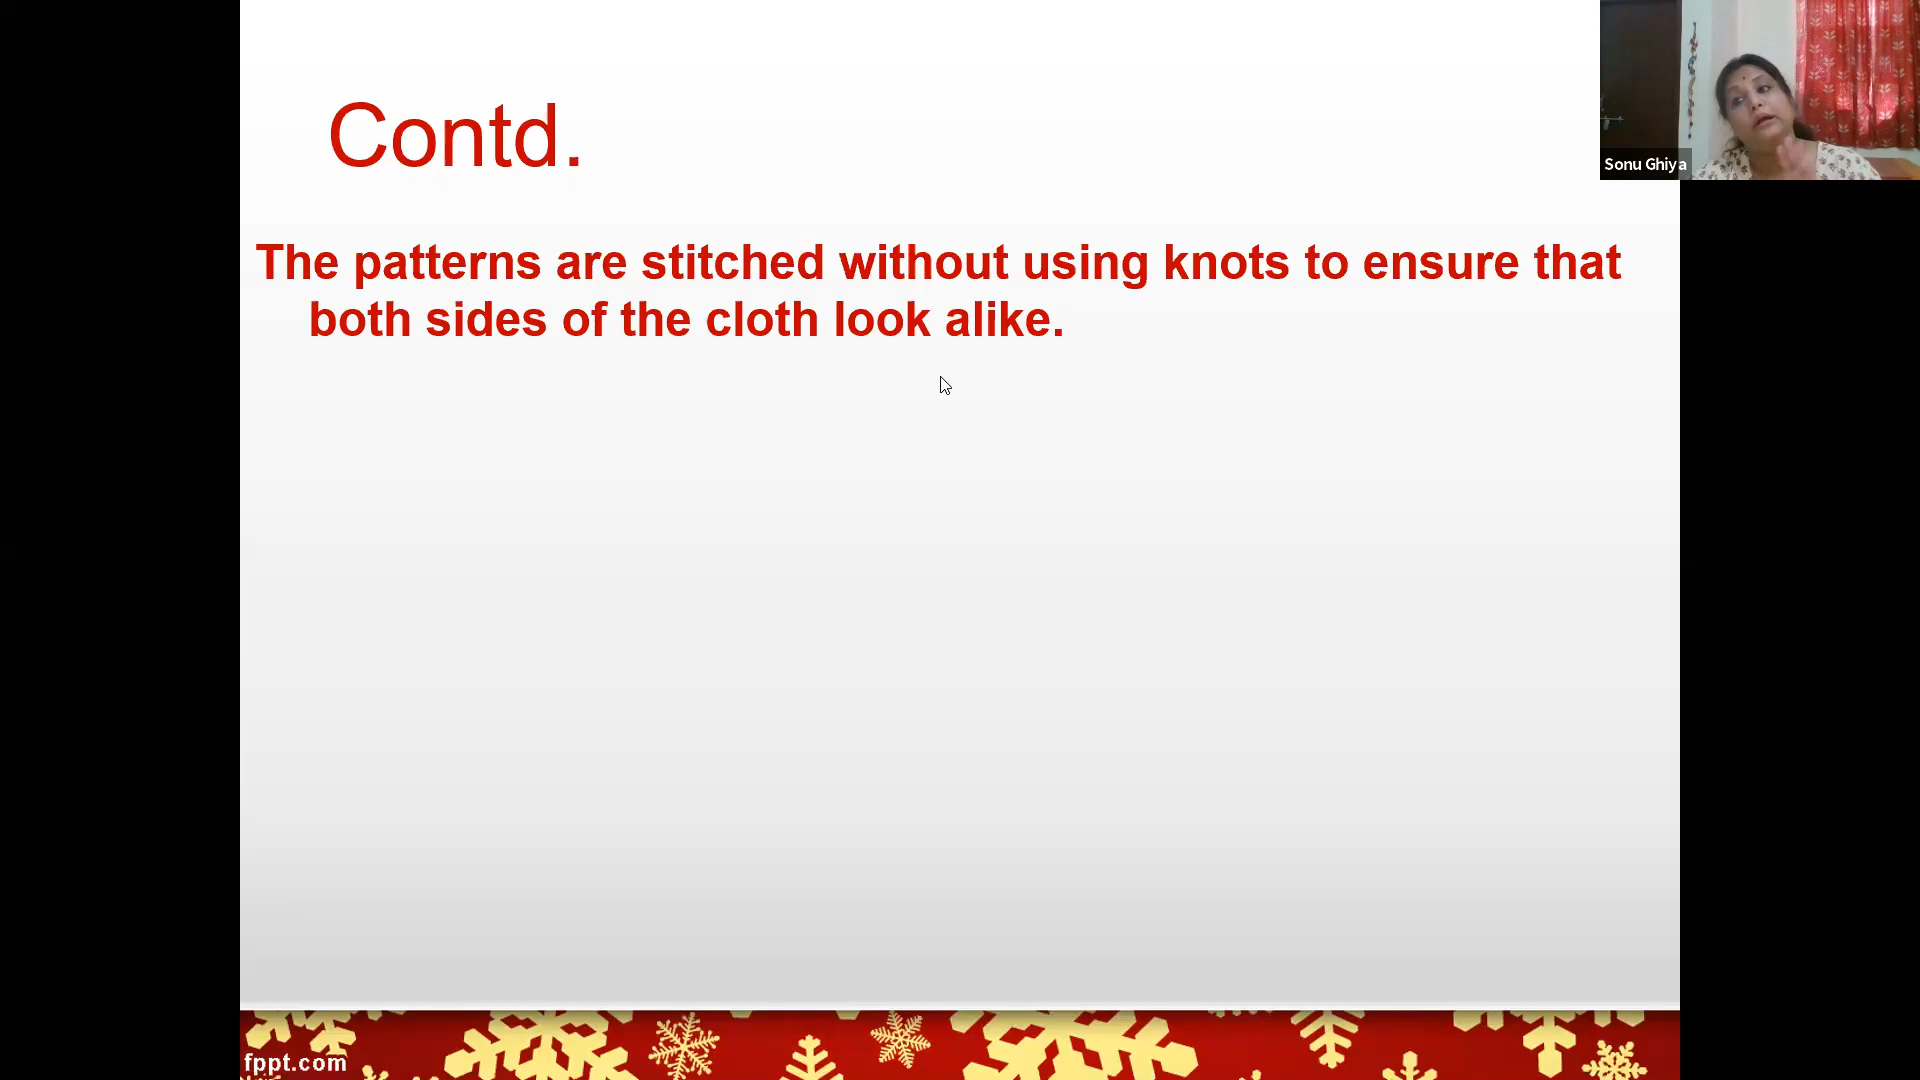 Contd.
Sonu Ghiya
The patterns are stitched without using knots to ensure that
both sides of the cloth look alike.
fppt.com